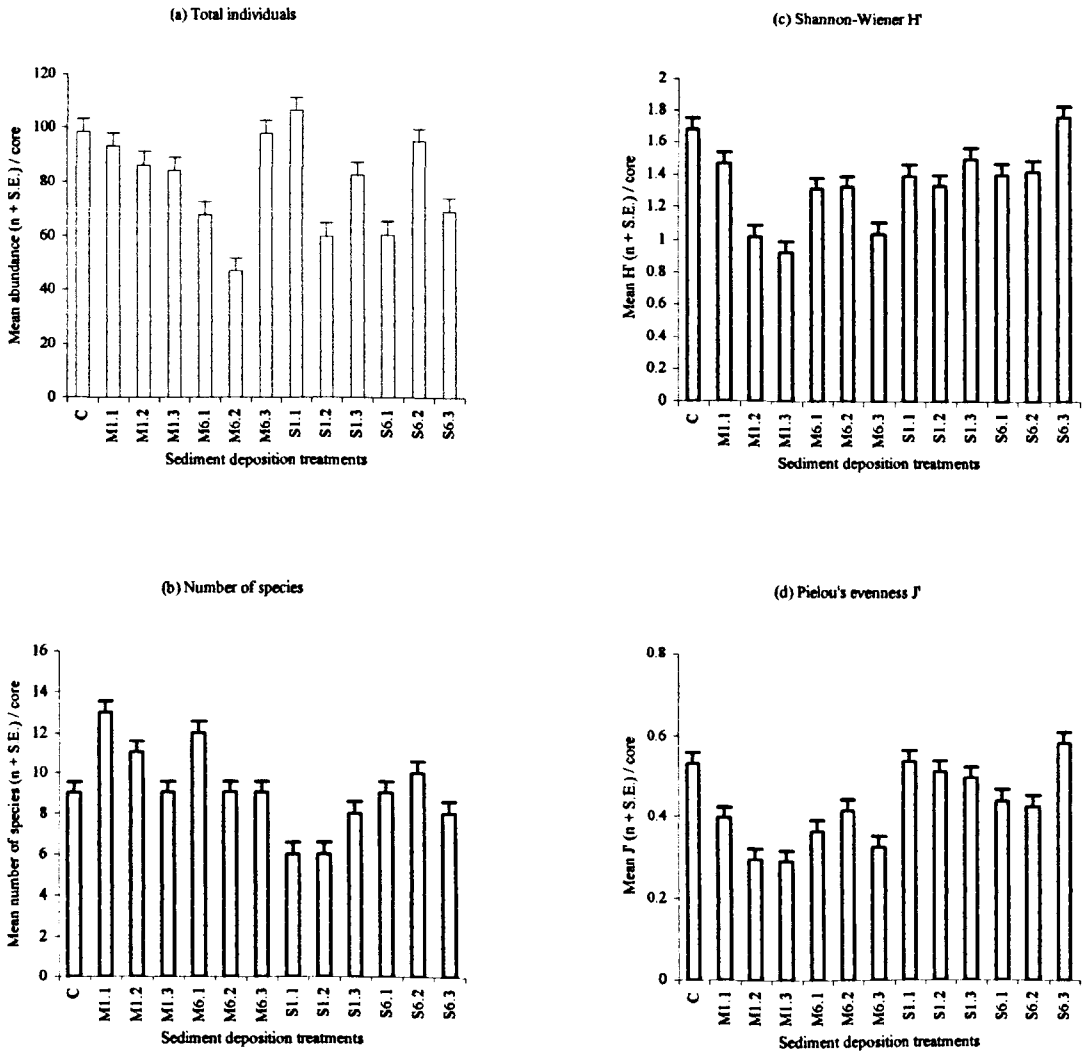 (a) Total individuals
Mean abundance (n + S.E.) / core
120
100
80
60
40
20
0
C
M1.1
M1.2
M1.3
M6.1
M6.2
M6.3
S1.1
S1.2
S1.3
S6.1
S6.2
S6.3
Sediment deposition treatments
(c) Shannon-Wiener H'
Mean H' (n + S.E.) / core
2
1.8
1.6
1.4
1.2
1
0.8
0.6
0.4
0.2
0
C
M1.1
M1.2
M1.3
M6.1
M6.2
M6.3
S1.1
S1.2
S1.3
S6.1
S6.2
S6.3
Sediment deposition treatments
(b) Number of species
Mean number of species (n + S.E.) / core
16
14
12
10
8
6
4
2
0
C
M1.1
M1.2
M1.3
M6.1
M6.2
M6.3
S1.1
S1.2
S1.3
S6.1
S6.2
S6.3
Sediment deposition treatments
(d) Pielou's evenness J'
Mean J' (n + S.E.) / core
0.8
0.6
0.4
0.2
0
C
M1.1
M1.2
M1.3
M6.1
M6.2
M6.3
S1.1
S1.2
S1.3
S6.1
S6.2
S6.3
Sediment deposition treatments